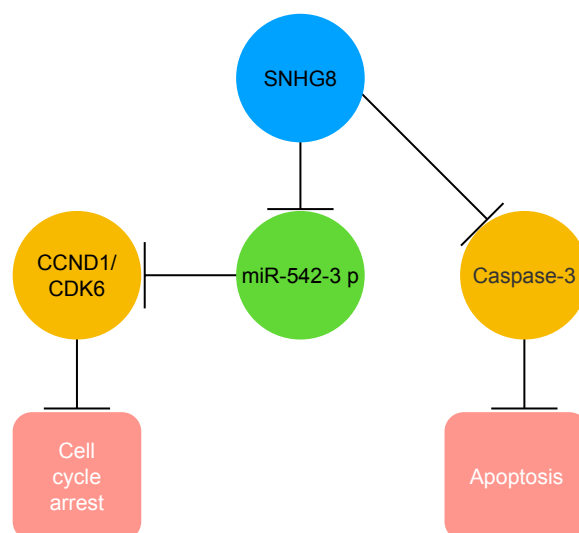 SNHG8
CCND1/
CDK6
miR-542-3 p
Caspase-3
Cell
cycle
arrest
Apoptosis